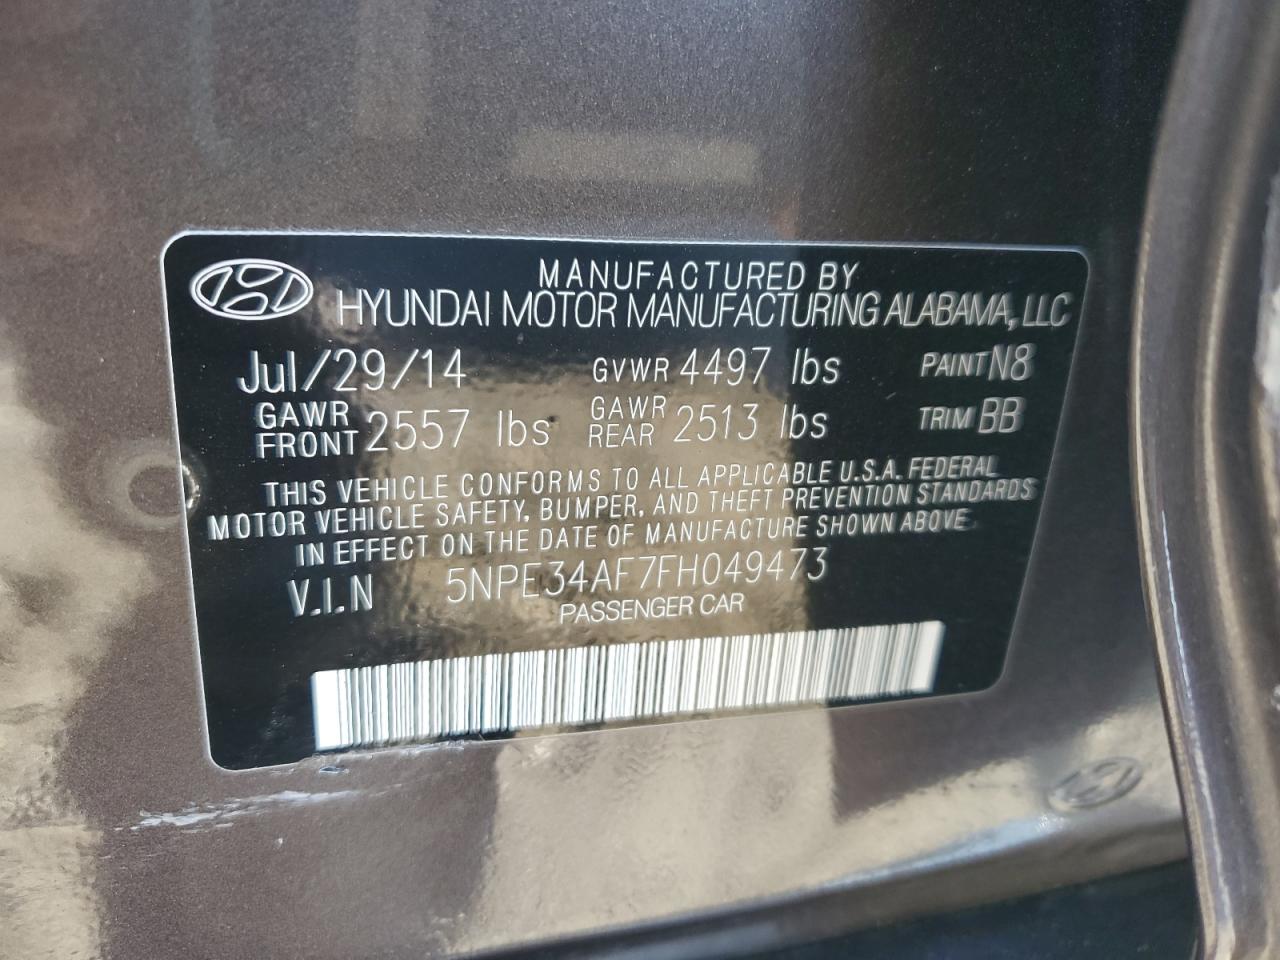 MANUFACTURED BY
HYUNDAI MOTOR MANUFACTURING ALABAMA, LLC
Jul/29/14 GVWR 4497 lbs PAINT N8
GAWR FRONT 2557 lbs GAWR REAR 2513 lbs TRIM BB
THIS VEHICLE CONFORMS TO ALL APPLICABLE U.S.A. FEDERAL
MOTOR VEHICLE SAFETY, BUMPER, AND THEFT PREVENTION STANDARDS
IN EFFECT ON THE DATE OF MANUFACTURE SHOWN ABOVE
V.I.N 5NPE34AF7FH049473
PASSENGER CAR